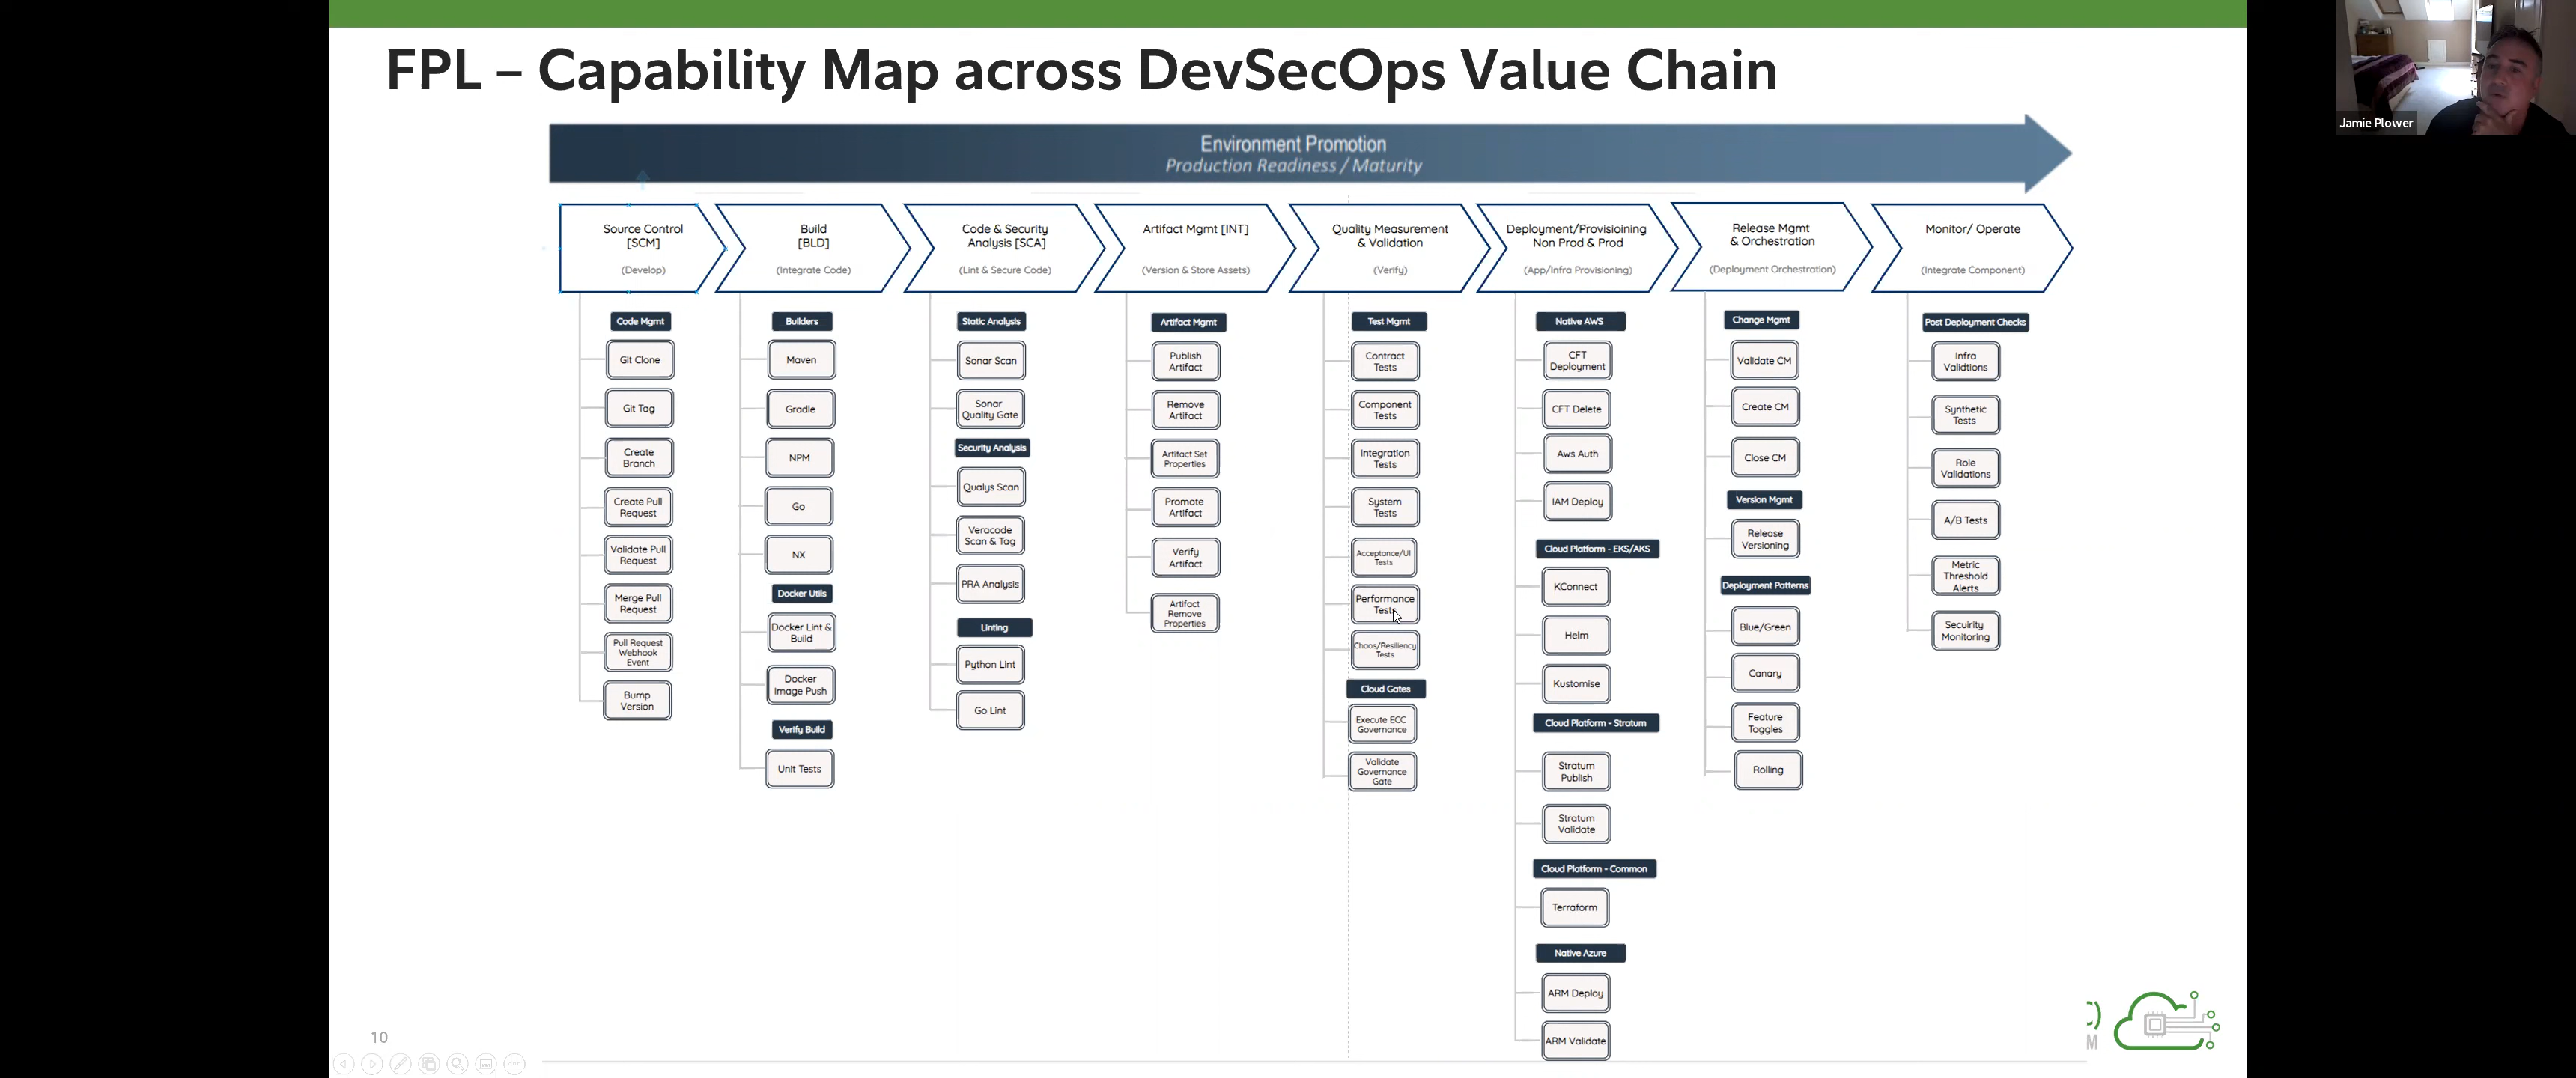 FPL – Capability Map across DevSecOps Value Chain
Jamie Plower
Environment Promotion
Production Readiness / Maturity
Source Control
[SCM]
(Develop)
Build
[BLD]
(Integrate Code)
Code & Security
Analysis [SCA]
(Lint & Secure Code)
Artifact Mgmt [INT]
(Version & Store Assets)
Quality Measurement
& Validation
(Verify)
Deployment/Provisioining
Non Prod & Prod
(App/Infra Provisioning)
Release Mgmt
& Orchestration
(Deployment Orchestration)
Monitor/ Operate
(Integrate Component)
Code Mgmt
Git Clone
Git Tag
Create
Branch
Create Pull
Request
Validate Pull
Request
Merge Pull
Request
Pull Request
Webhook
Event
Bump
Version
Builders
Maven
Gradle
NPM
Go
NX
Docker Utils
Docker Lint &
Build
Docker
Image Push
Verify Build
Unit Tests
Static Analysis
Sonar Scan
Sonar
Quality Gate
Security Analysis
Qualys Scan
Veracode
Scan & Tag
PRA Analysis
Linting
Python Lint
Go Lint
Artifact Mgmt
Publish
Artifact
Remove
Artifact
Artifact Set
Properties
Promote
Artifact
Verify
Artifact
Artifact
Remove
Properties
Test Mgmt
Contract
Tests
Component
Tests
Integration
Tests
System
Tests
Acceptance/UI
Tests
Performance
Tests
Chaos/Resiliency
Tests
Cloud Gates
Execute ECC
Governance
Validate
Governance
Gate
Native AWS
CFT
Deployment
CFT Delete
Aws Auth
IAM Deploy
Cloud Platform - EKS/AKS
KConnect
Helm
Kustomise
Cloud Platform - Stratum
Stratum
Publish
Stratum
Validate
Cloud Platform - Common
Terraform
Native Azure
ARM Deploy
ARM Validate
Change Mgmt
Validate CM
Create CM
Close CM
Version Mgmt
Release
Versioning
Deployment Patterns
Blue/Green
Canary
Feature
Toggles
Rolling
Post Deployment Checks
Infra
Validtions
Synthetic
Tests
Role
Validations
A/B Tests
Metric
Threshold
Alerts
Secuirity
Monitoring
10
M